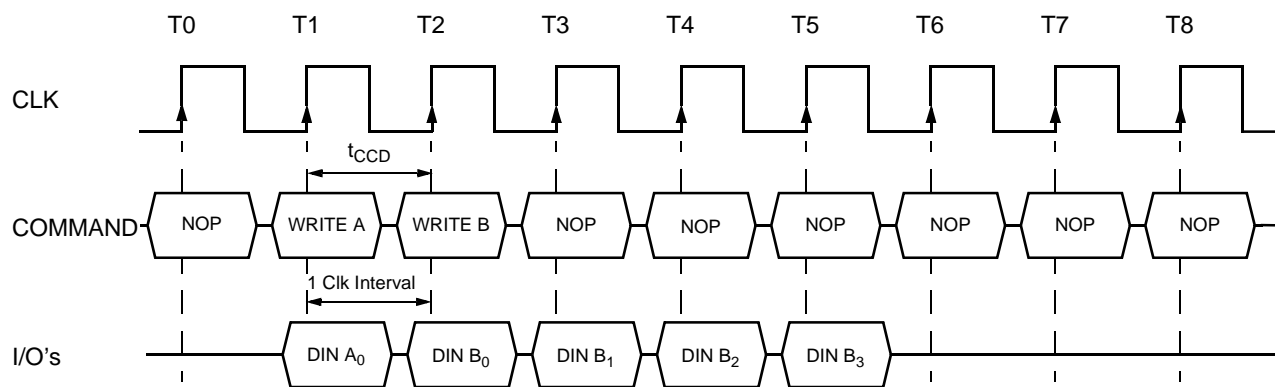 T0 T1 T2 T3 T4 T5 T6 T7 T8
CLK
tCCD
COMMAND NOP WRITE A WRITE B NOP NOP NOP NOP NOP NOP
1 Clk Interval
I/O's DIN A0 DIN B0 DIN B1 DIN B2 DIN B3